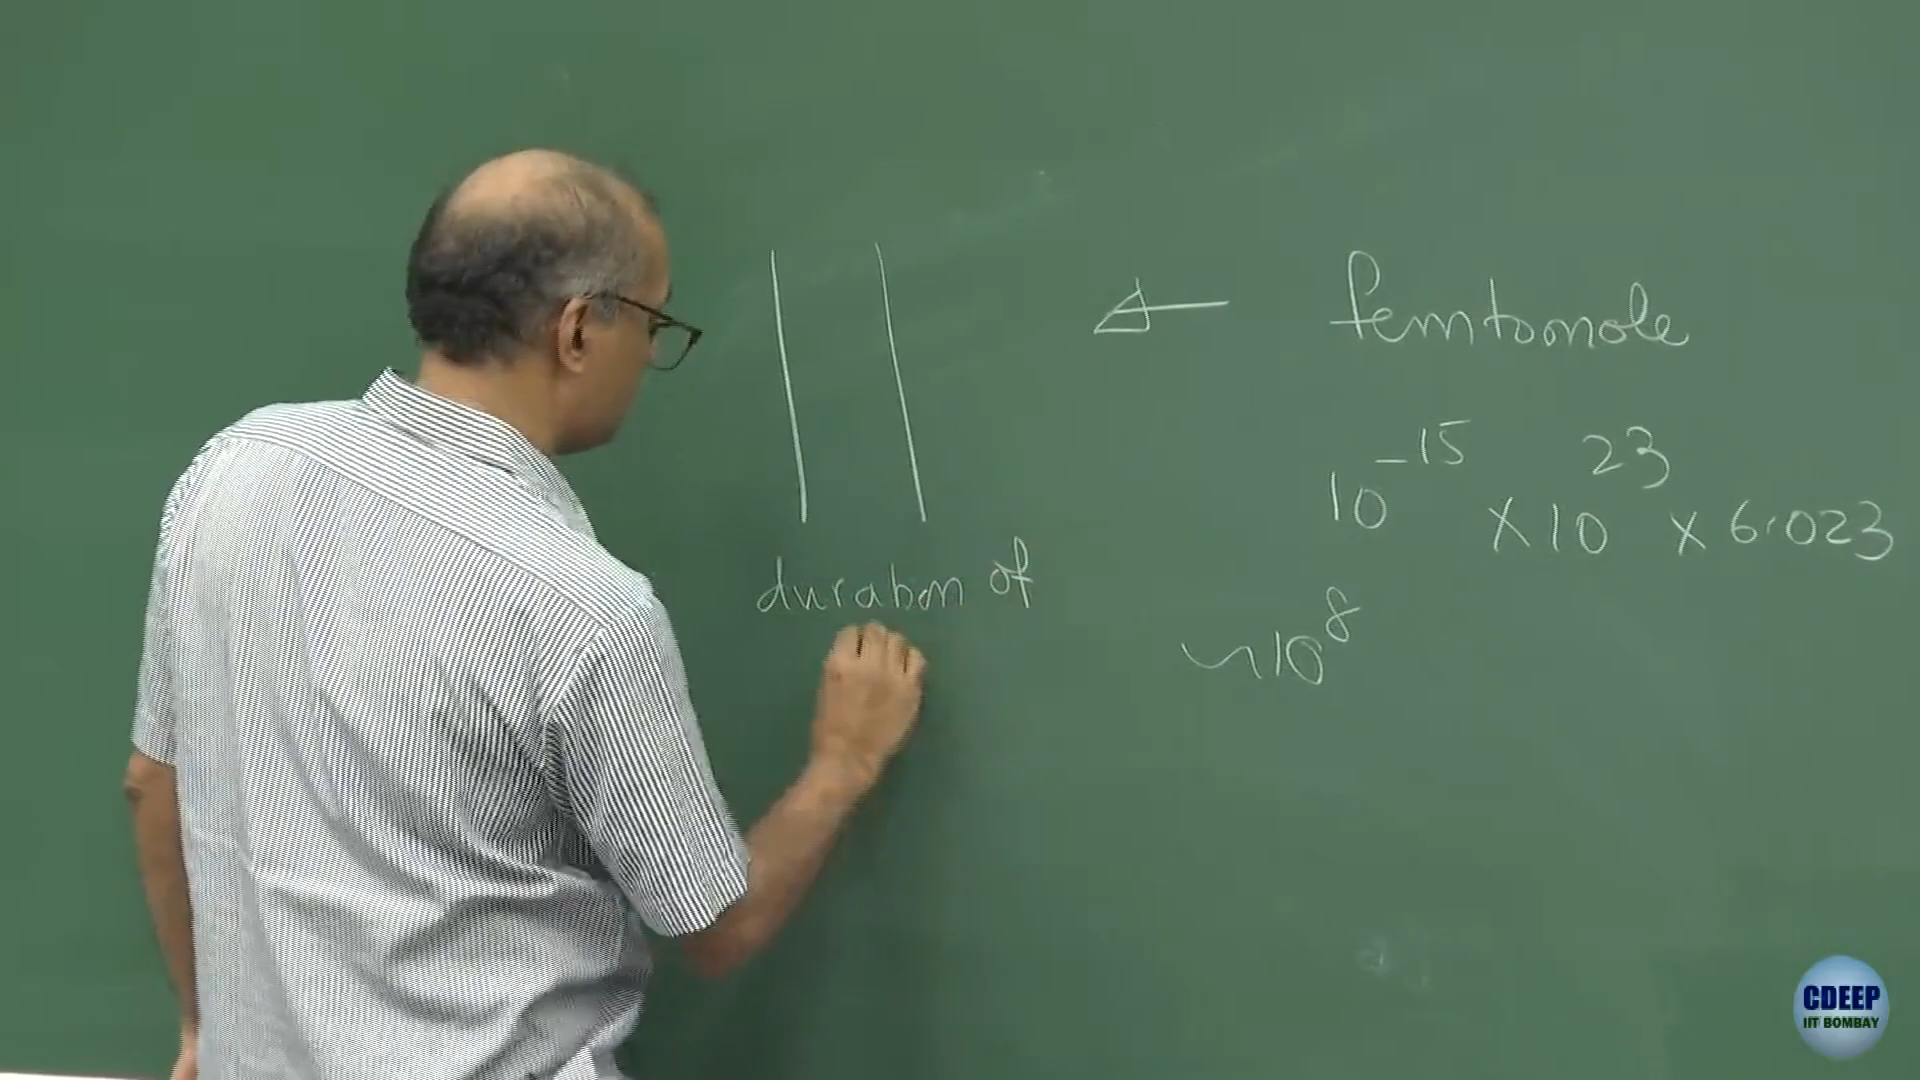 femtomole
10^-15 × 10^23 × 6.023
~10^8
duration of
CDEEP
IIT BOMBAY